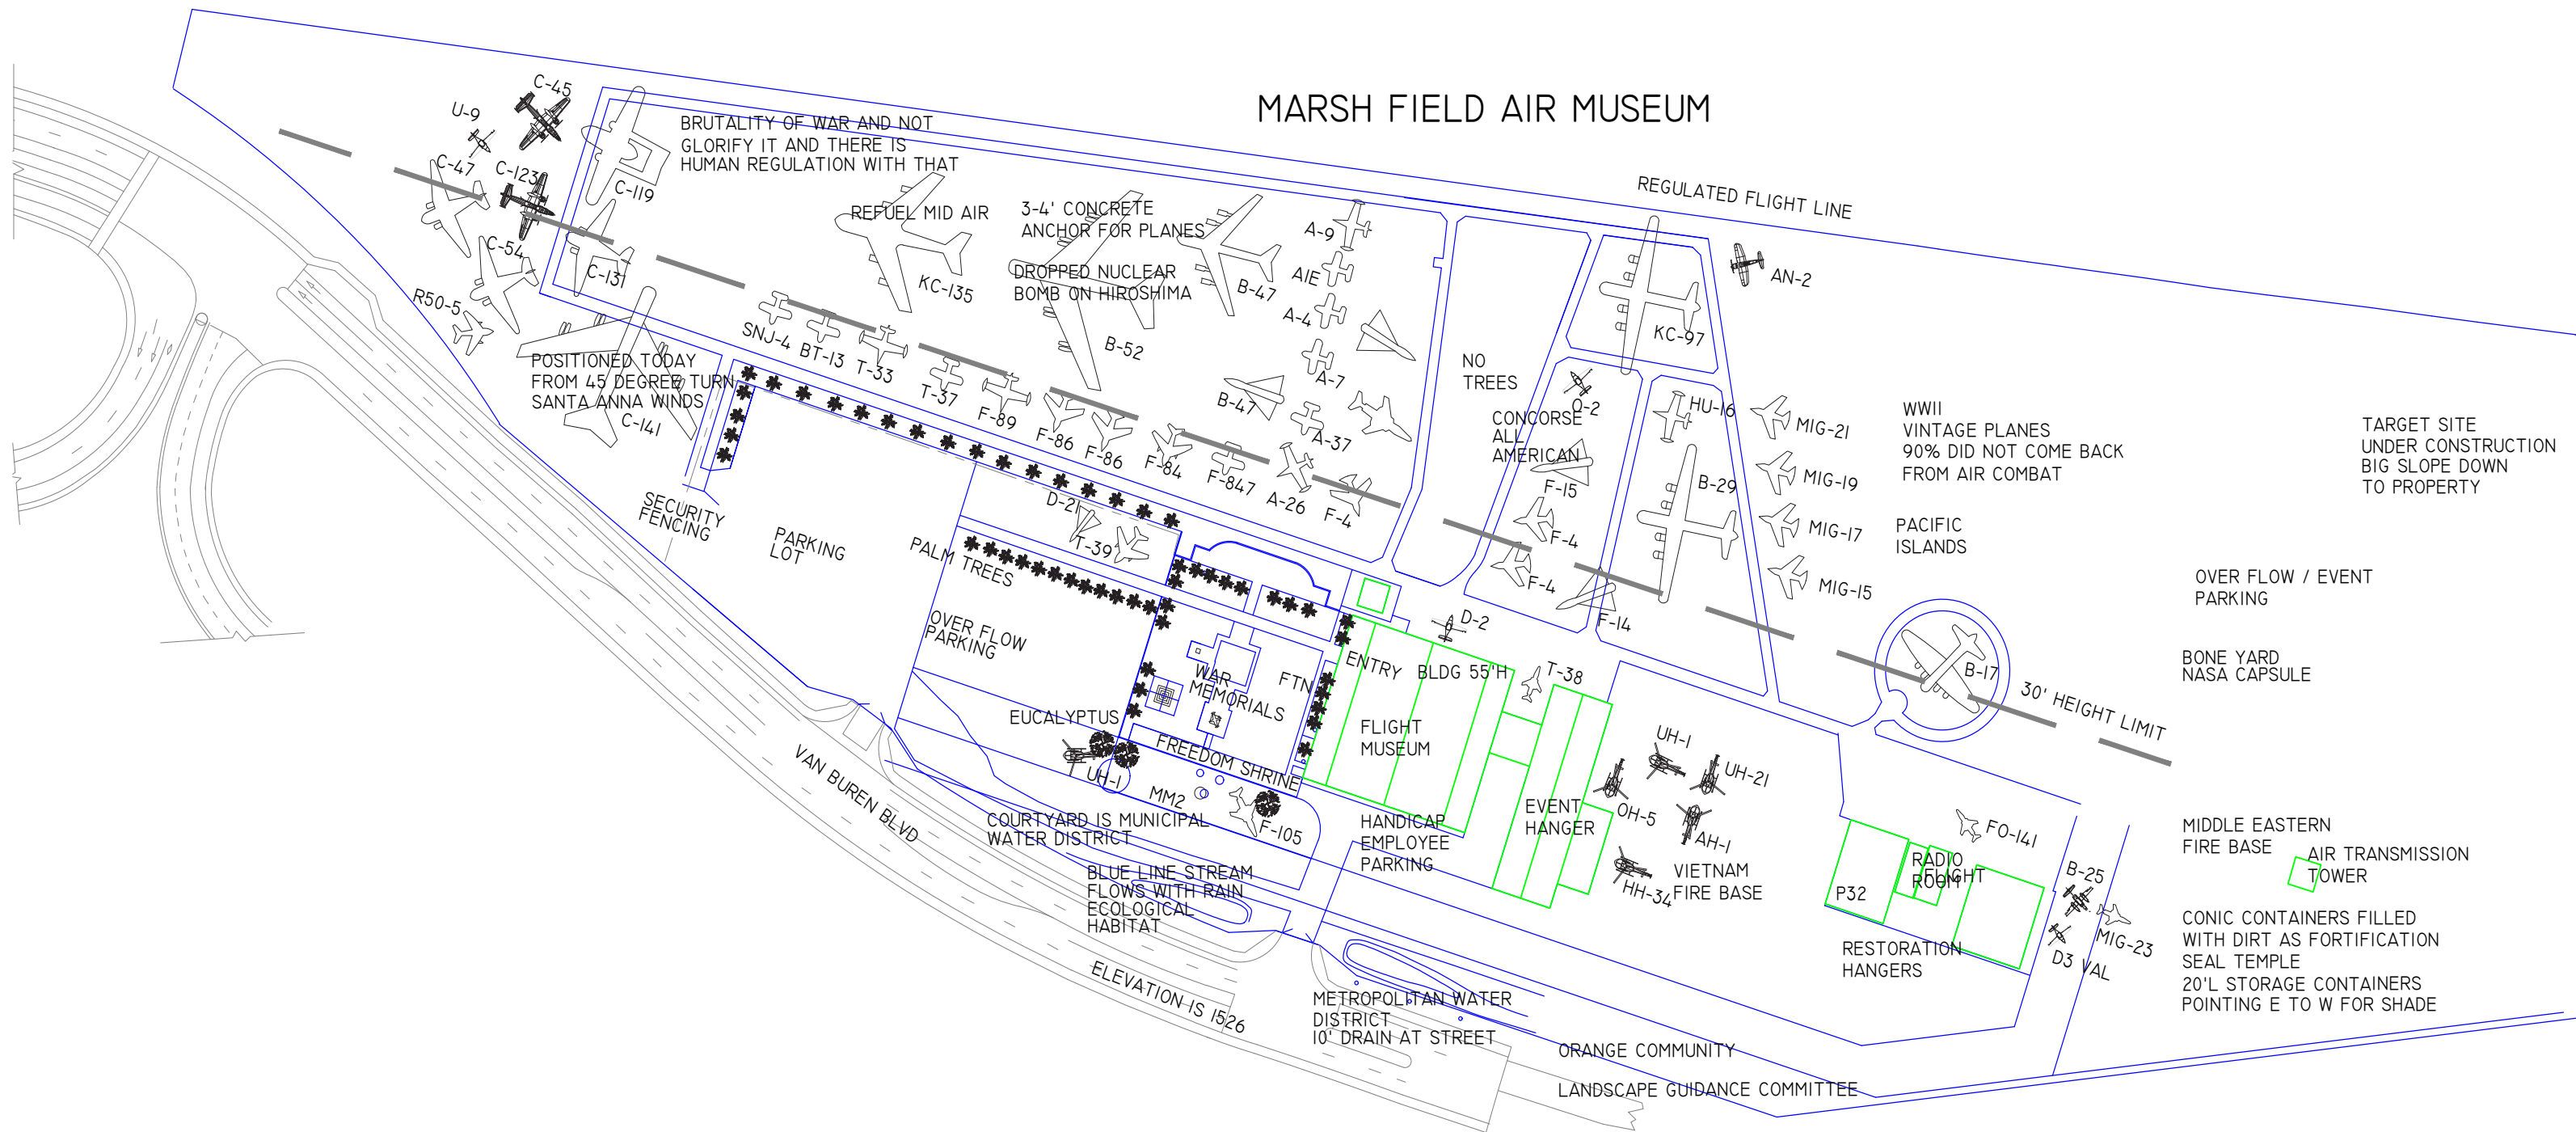 MARSH FIELD AIR MUSEUM
C-45
U-9
C-47
C-123
C-119
BRUTALITY OF WAR AND NOT
GLORIFY IT AND THERE IS
HUMAN REGULATION WITH THAT
C-54
C-131
R50-5
REFUEL MID AIR
KC-135
3-4' CONCRETE
ANCHOR FOR PLANES
DROPPED NUCLEAR
BOMB ON HIROSHIMA
B-52
B-47
A-9
A1E
A-4
A-7
B-47
A-37
REGULATED FLIGHT LINE
AN-2
KC-97
NO
TREES
O-2
CONCORSE
ALL
AMERICAN
HU-16
B-29
F-15
F-4
F-4
F-14
MIG-21
MIG-19
MIG-17
MIG-15
WWII
VINTAGE PLANES
90% DID NOT COME BACK
FROM AIR COMBAT
PACIFIC
ISLANDS
TARGET SITE
UNDER CONSTRUCTION
BIG SLOPE DOWN
TO PROPERTY
OVER FLOW / EVENT
PARKING
BONE YARD
NASA CAPSULE
POSITIONED TODAY
FROM 45 DEGREE TURN
SANTA ANNA WINDS
C-141
SNJ-4
BT-13
T-33
T-37
F-89
F-86
F-86
F-84
F-847
A-26
F-4
SECURITY
FENCING
PARKING
LOT
D-21
T-39
PALM TREES
OVER FLOW
PARKING
WAR
MEMORIALS
FTN
ENTRY
D-2
BLDG 55'H
T-38
B-17
30' HEIGHT LIMIT
EUCALYPTUS
UH-1
FREEDOM SHRINE
MM2
F-105
FLIGHT
MUSEUM
HANDICAP
EMPLOYEE
PARKING
EVENT
HANGER
UH-1
UH-21
OH-5
AH-1
HH-34
VIETNAM
FIRE BASE
VAN BUREN BLVD
COURTYARD IS MUNICIPAL
WATER DISTRICT
BLUE LINE STREAM
FLOWS WITH RAIN
ECOLOGICAL
HABITAT
ELEVATION IS 1526
METROPOLITAN WATER
DISTRICT
10' DRAIN AT STREET
ORANGE COMMUNITY
LANDSCAPE GUIDANCE COMMITTEE
P32
RADIO
ROOM
FLIGHT
FO-141
RESTORATION
HANGERS
B-25
MIG-23
D3 VAL
MIDDLE EASTERN
FIRE BASE
AIR TRANSMISSION
TOWER
CONIC CONTAINERS FILLED
WITH DIRT AS FORTIFICATION
SEAL TEMPLE
20'L STORAGE CONTAINERS
POINTING E TO W FOR SHADE